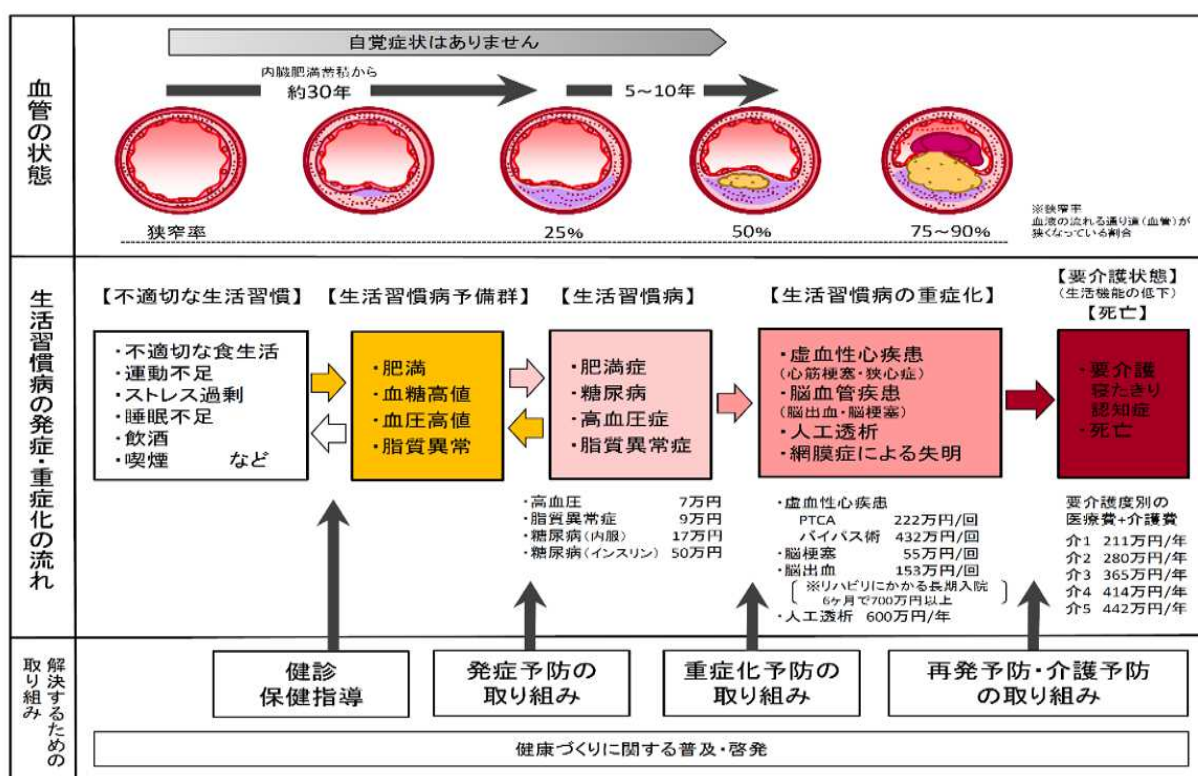 血管の状態
自覚症状はありません
内臓肥満蓄積から
約30年
5～10年
狭窄率
25%
50%
75～90%
※狭窄率
血液の流れる通り道(血管)が
狭くなっている割合
生活習慣病の発症・重症化の流れ
【不適切な生活習慣】
・不適切な食生活
・運動不足
・ストレス過剰
・睡眠不足
・飲酒
・喫煙 など
【生活習慣病予備群】
・肥満
・血糖高値
・血圧高値
・脂質異常
【生活習慣病】
・肥満症
・糖尿病
・高血圧症
・脂質異常症
・高血圧 7万円
・脂質異常症 9万円
・糖尿病(内服) 17万円
・糖尿病(インスリン) 50万円
【生活習慣病の重症化】
・虚血性心疾患
(心筋梗塞・狭心症)
・脳血管疾患
(脳出血・脳梗塞)
・人工透析
・網膜症による失明
・虚血性心疾患
PTCA 222万円/回
バイパス術 432万円/回
・脳梗塞 55万円/回
・脳出血 153万円/回
※リハビリにかかる長期入院
6ヶ月で700万円以上
・人工透析 600万円/年
【要介護状態】
(生活機能の低下)
【死亡】
・要介護
寝たきり
認知症
・死亡
要介護度別の
医療費+介護費
介1 211万円/年
介2 280万円/年
介3 365万円/年
介4 414万円/年
介5 442万円/年
解決するための
取り組み
健診
保健指導
発症予防の
取り組み
重症化予防の
取り組み
再発予防・介護予防
の取り組み
健康づくりに関する普及・啓発